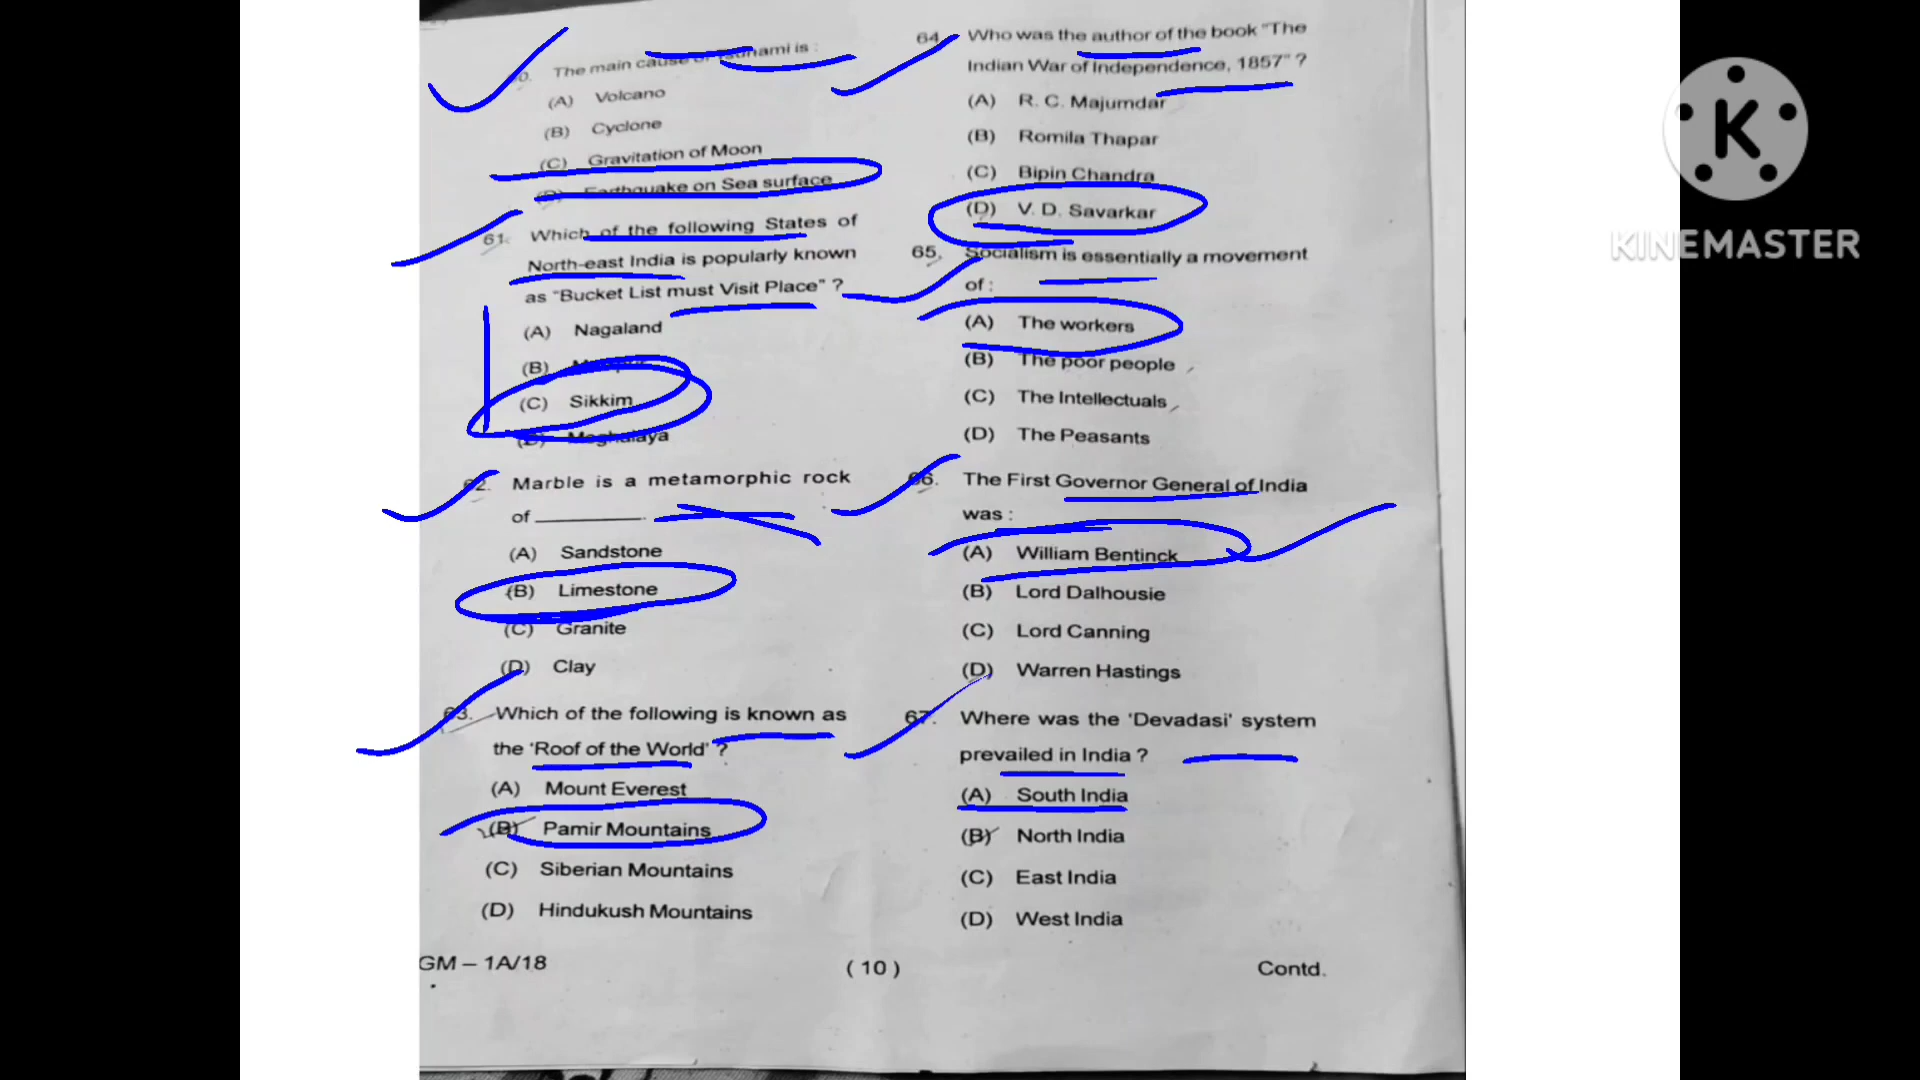 The main cause of Tsunami is :
(A) Volcano
(B) Cyclone
(C) Gravitation of Moon
(D) Earthquake on Sea surface
61. Which of the following States of
North-east India is popularly known
as "Bucket List must Visit Place" ?
(A) Nagaland
(B)
(C) Sikkim
(D) Meghalaya
62. Marble is a metamorphic rock
of
(A) Sandstone
(B) Limestone
(C) Granite
(D) Clay
63. Which of the following is known as
the 'Roof of the World' ?
(A) Mount Everest
(B) Pamir Mountains
(C) Siberian Mountains
(D) Hindukush Mountains
GM – 1A/18
64. Who was the author of the book "The
Indian War of Independence, 1857" ?
(A) R. C. Majumdar
(B) Romila Thapar
(C) Bipin Chandra
(D) V. D. Savarkar
65. Socialism is essentially a movement
of :
(A) The workers
(B) The poor people
(C) The Intellectuals
(D) The Peasants
66. The First Governor General of India
was :
(A) William Bentinck
(B) Lord Dalhousie
(C) Lord Canning
(D) Warren Hastings
67. Where was the 'Devadasi' system
prevailed in India ?
(A) South India
(B) North India
(C) East India
(D) West India
( 10 )
Contd.
K
KINEMASTER